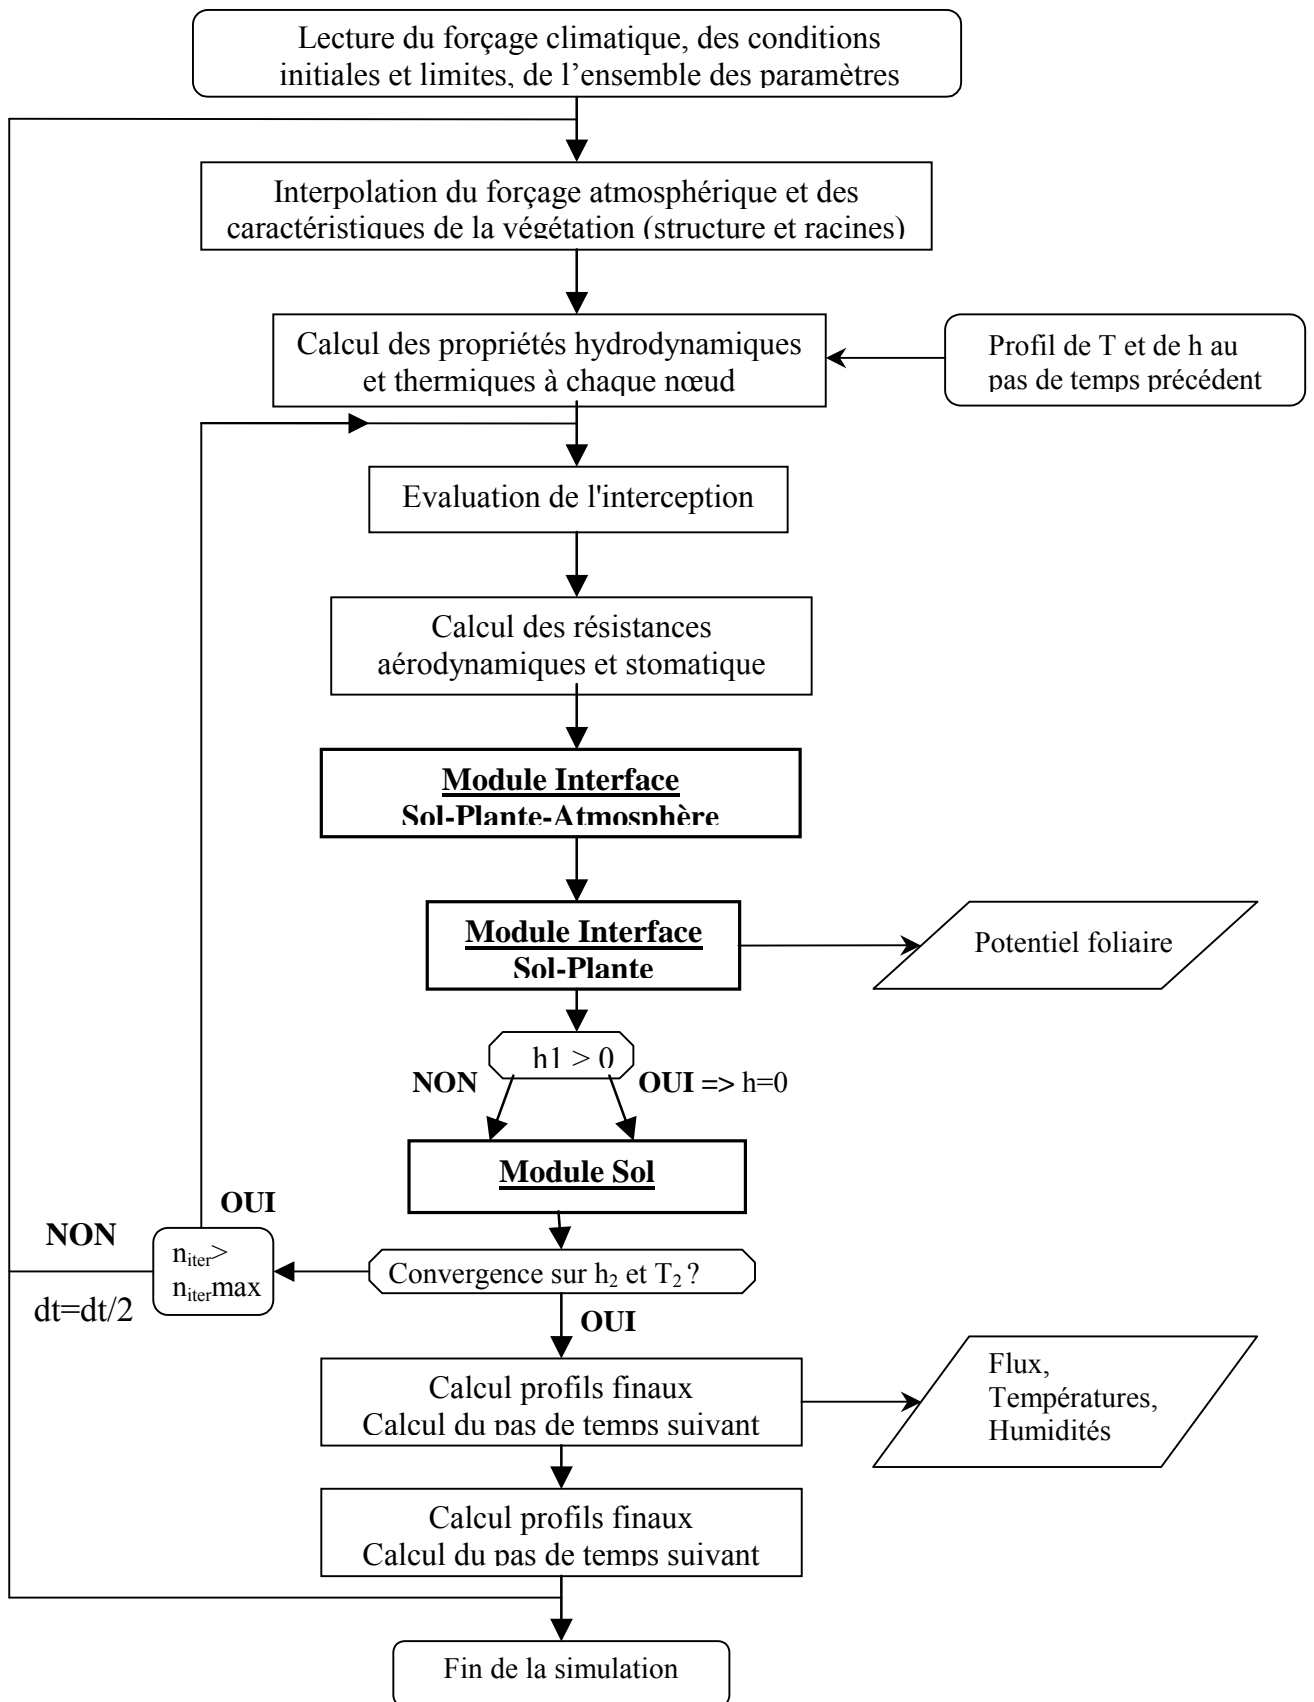 Lecture du forçage climatique, des conditions
initiales et limites, de l’ensemble des paramètres
Interpolation du forçage atmosphérique et des
caractéristiques de la végétation (structure et racines)
Calcul des propriétés hydrodynamiques
et thermiques à chaque nœud
Profil de T et de h au
pas de temps précédent
Evaluation de l'interception
Calcul des résistances
aérodynamiques et stomatique
Module Interface
Sol-Plante-Atmosphère
Module Interface
Sol-Plante
Potentiel foliaire
h1 > 0
NON
OUI => h=0
Module Sol
OUI
NON
n_iter>
n_itermax
dt=dt/2
Convergence sur h₂ et T₂ ?
OUI
Calcul profils finaux
Calcul du pas de temps suivant
Flux,
Températures,
Humidités
Calcul profils finaux
Calcul du pas de temps suivant
Fin de la simulation